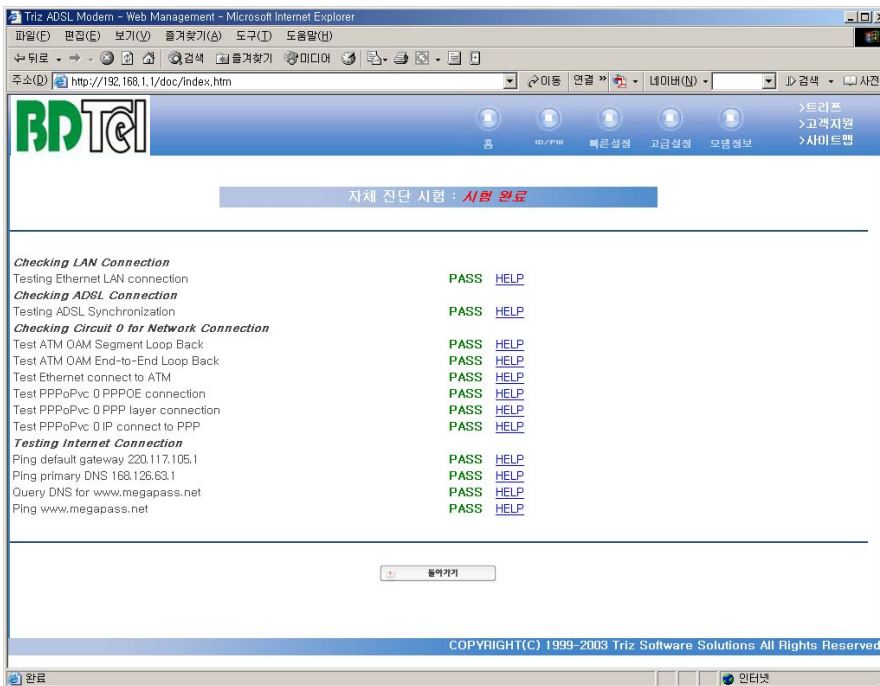 Triz ADSL Modem - Web Management - Microsoft Internet Explorer
파일(F) 편집(E) 보기(V) 즐겨찾기(A) 도구(T) 도움말(H)
뒤로 검색 즐겨찾기 미디어
주소(D) http://192.168.1.1/doc/index.htm 이동 연결 » 네이버(N) 검색 사전
BDTel
홈 ID/PW 빠른설정 고급설정 모뎀정보
>트리쯔
>고객지원
>사이트맵
자체 진단 시험 : 시험 완료
Checking LAN Connection
Testing Ethernet LAN connection PASS HELP
Checking ADSL Connection
Testing ADSL Synchronization PASS HELP
Checking Circuit 0 for Network Connection
Test ATM OAM Segment Loop Back PASS HELP
Test ATM OAM End-to-End Loop Back PASS HELP
Test Ethernet connect to ATM PASS HELP
Test PPPoPvc 0 PPPOE connection PASS HELP
Test PPPoPvc 0 PPP layer connection PASS HELP
Test PPPoPvc 0 IP connect to PPP PASS HELP
Testing Internet Connection
Ping default gateway 220.117.105.1 PASS HELP
Ping primary DNS 168.126.63.1 PASS HELP
Query DNS for www.megapass.net PASS HELP
Ping www.megapass.net PASS HELP
돌아가기
COPYRIGHT(C) 1999-2003 Triz Software Solutions All Rights Reserved
완료 인터넷